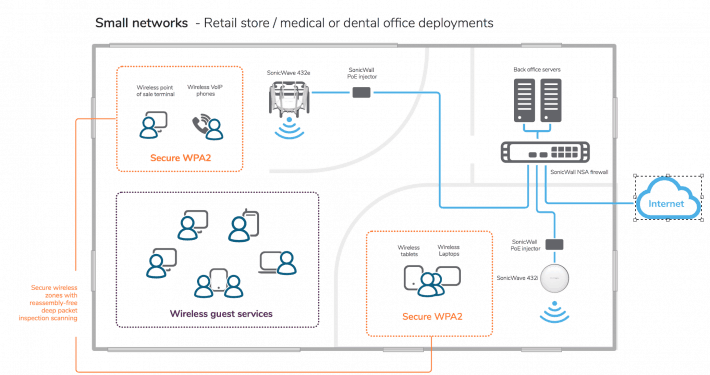 Small networks - Retail store / medical or dental office deployments
Wireless point
of sale terminal
Wireless VoIP
phones
Secure WPA2
SonicWave 432e
SonicWall
PoE injector
Back office servers
SonicWall NSA firewall
Internet
Wireless guest services
Wireless
tablets
Wireless
Laptops
Secure WPA2
SonicWall
PoE injector
SonicWave 432i
Secure wireless
zones with
reassembly-free
deep packet
inspection scanning